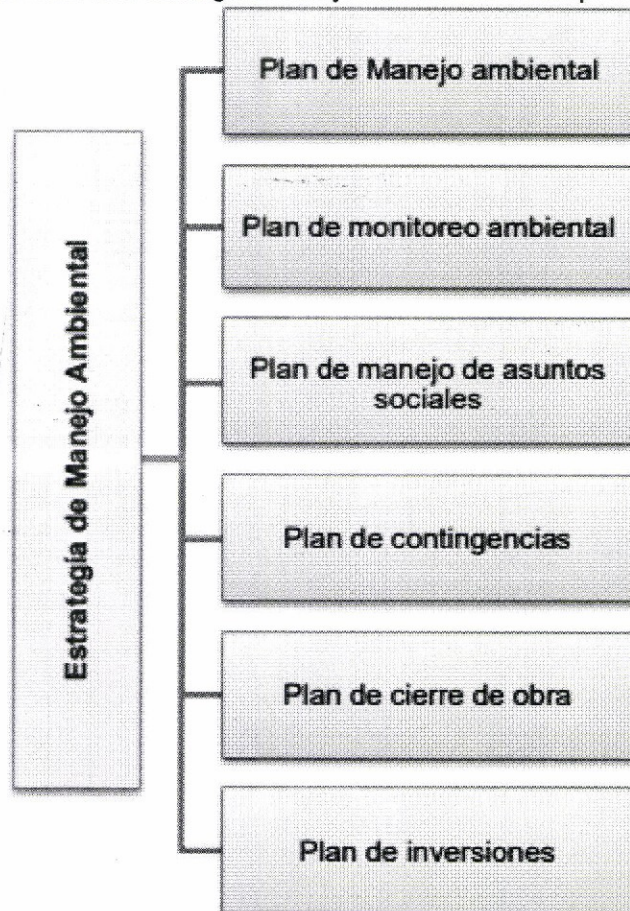 Estrategia de Manejo Ambiental
Plan de Manejo ambiental
Plan de monitoreo ambiental
Plan de manejo de asuntos
sociales
Plan de contingencias
Plan de cierre de obra
Plan de inversiones